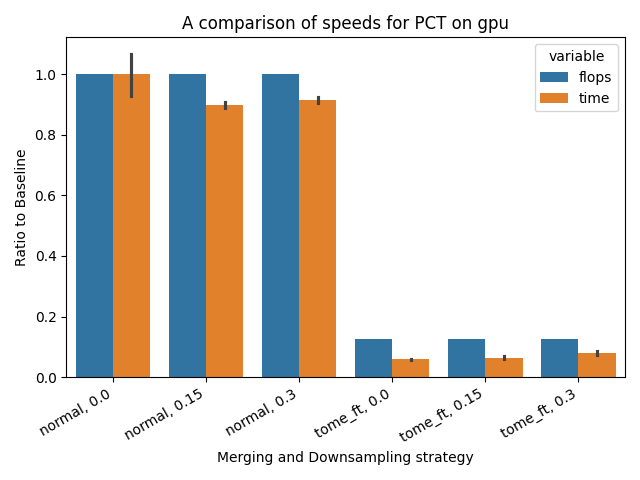 A comparison of speeds for PCT on gpu
variable
flops
time
Ratio to Baseline
1.0
0.8
0.6
0.4
0.2
0.0
normal, 0.0
normal, 0.15
normal, 0.3
tome_ft, 0.0
tome_ft, 0.15
tome_ft, 0.3
Merging and Downsampling strategy